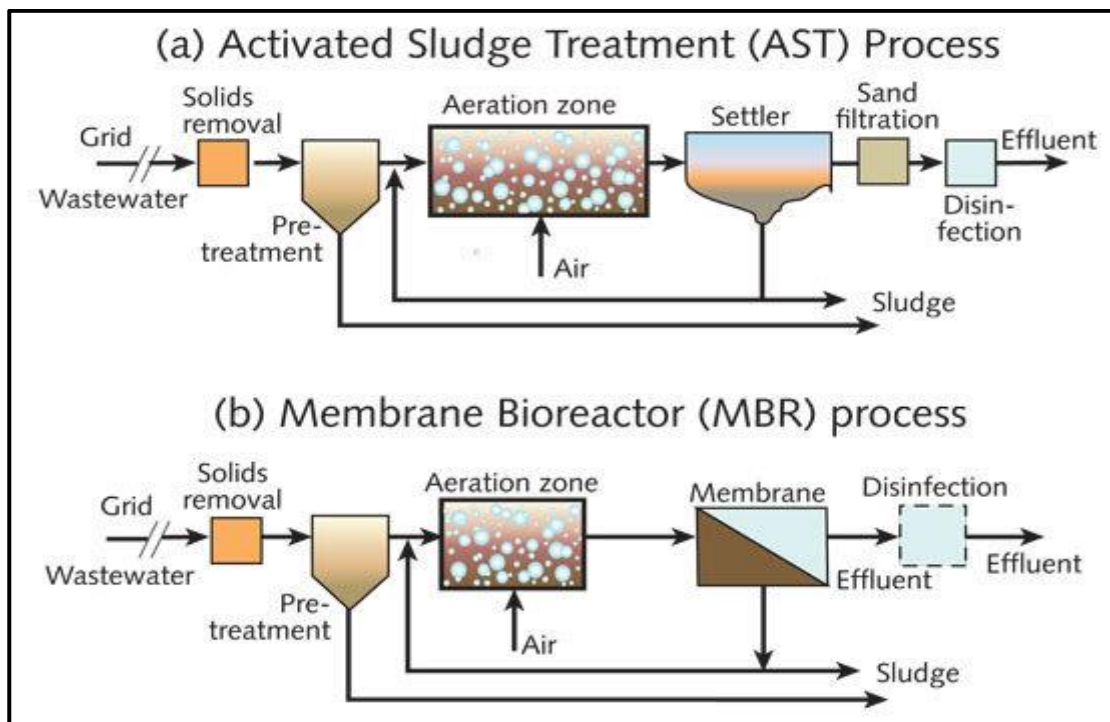 (a) Activated Sludge Treatment (AST) Process
Grid
Wastewater
Solids
removal
Pre-
treatment
Aeration zone
Air
Settler
Sand
filtration
Disin-
fection
Effluent
Sludge
(b) Membrane Bioreactor (MBR) process
Grid
Wastewater
Solids
removal
Pre-
treatment
Aeration zone
Air
Membrane
Effluent
Disinfection
Effluent
Sludge